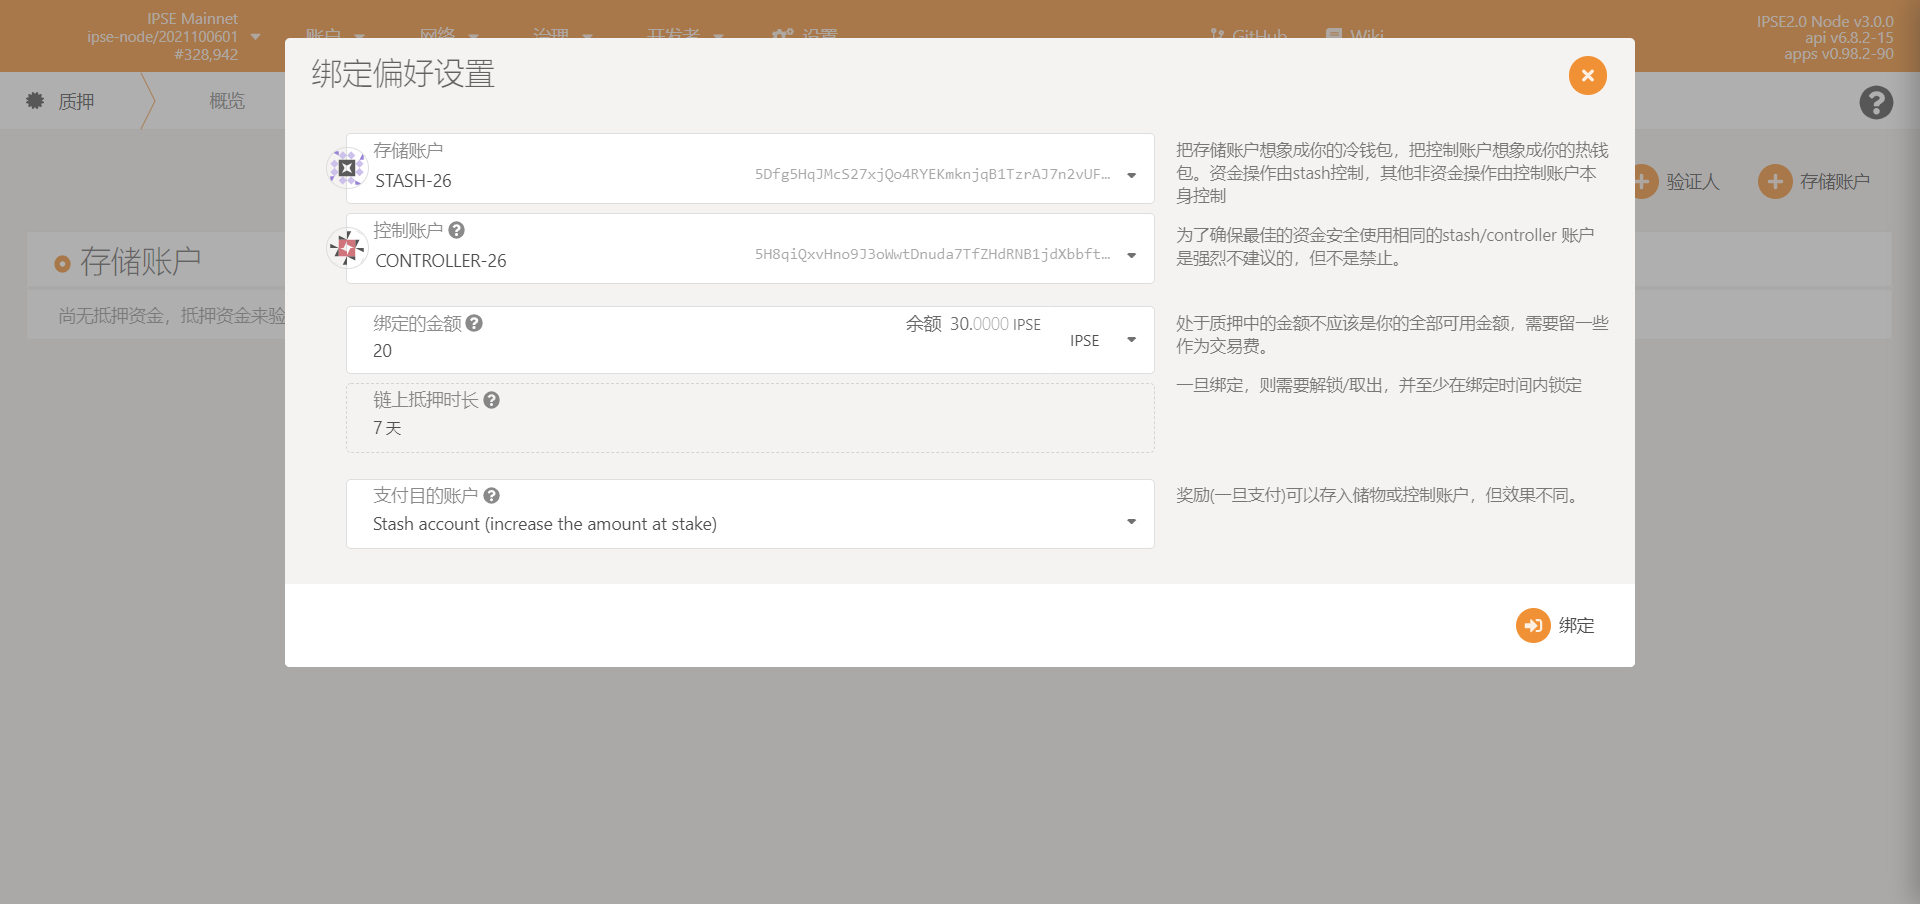 IPSE Mainnet
ipse-node/2021100601
#328,942
账户
网络
治理
开发者
设置
GitHub
Wiki
IPSE2.0 Node v3.0.0
api v6.8.2-15
apps v0.98.2-90
质押
概览
绑定偏好设置
存储账户
STASH-26
5Dfg5HqJMcS27xjQo4RYEKmknjqB1TzrAJ7n2vUF…
把存储账户想象成你的冷钱包，把控制账户想象成你的热钱
包。资金操作由stash控制，其他非资金操作由控制账户本
身控制
验证人
存储账户
控制账户
CONTROLLER-26
5H8qiQxvHno9J3oWwtDnuda7TfZHdRNB1jdXbbft…
为了确保最佳的资金安全使用相同的stash/controller 账户
是强烈不建议的，但不是禁止。
存储账户
尚无抵押资金，抵押资金来验
绑定的金额
20
余额 30.0000 IPSE
IPSE
处于质押中的金额不应该是你的全部可用金额，需要留一些
作为交易费。
一旦绑定，则需要解锁/取出，并至少在绑定时间内锁定
链上抵押时长
7 天
支付目的账户
Stash account (increase the amount at stake)
奖励(一旦支付)可以存入储物或控制账户，但效果不同。
绑定